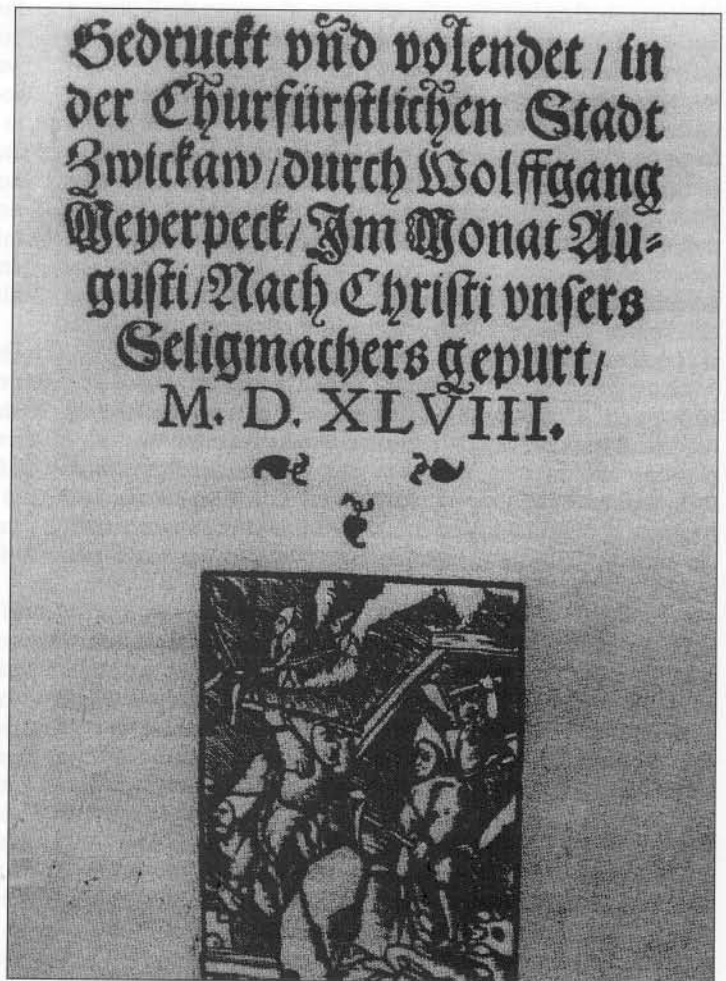 Gedruckt vñd volendet / in
der Churfürstlichen Stadt
Zwickaw / durch Wolffgang
Meyerpeck / Im Monat Au⸗
gusti / Nach Christi vnsers
Seligmachers gepurt /
M. D. XLVIII.